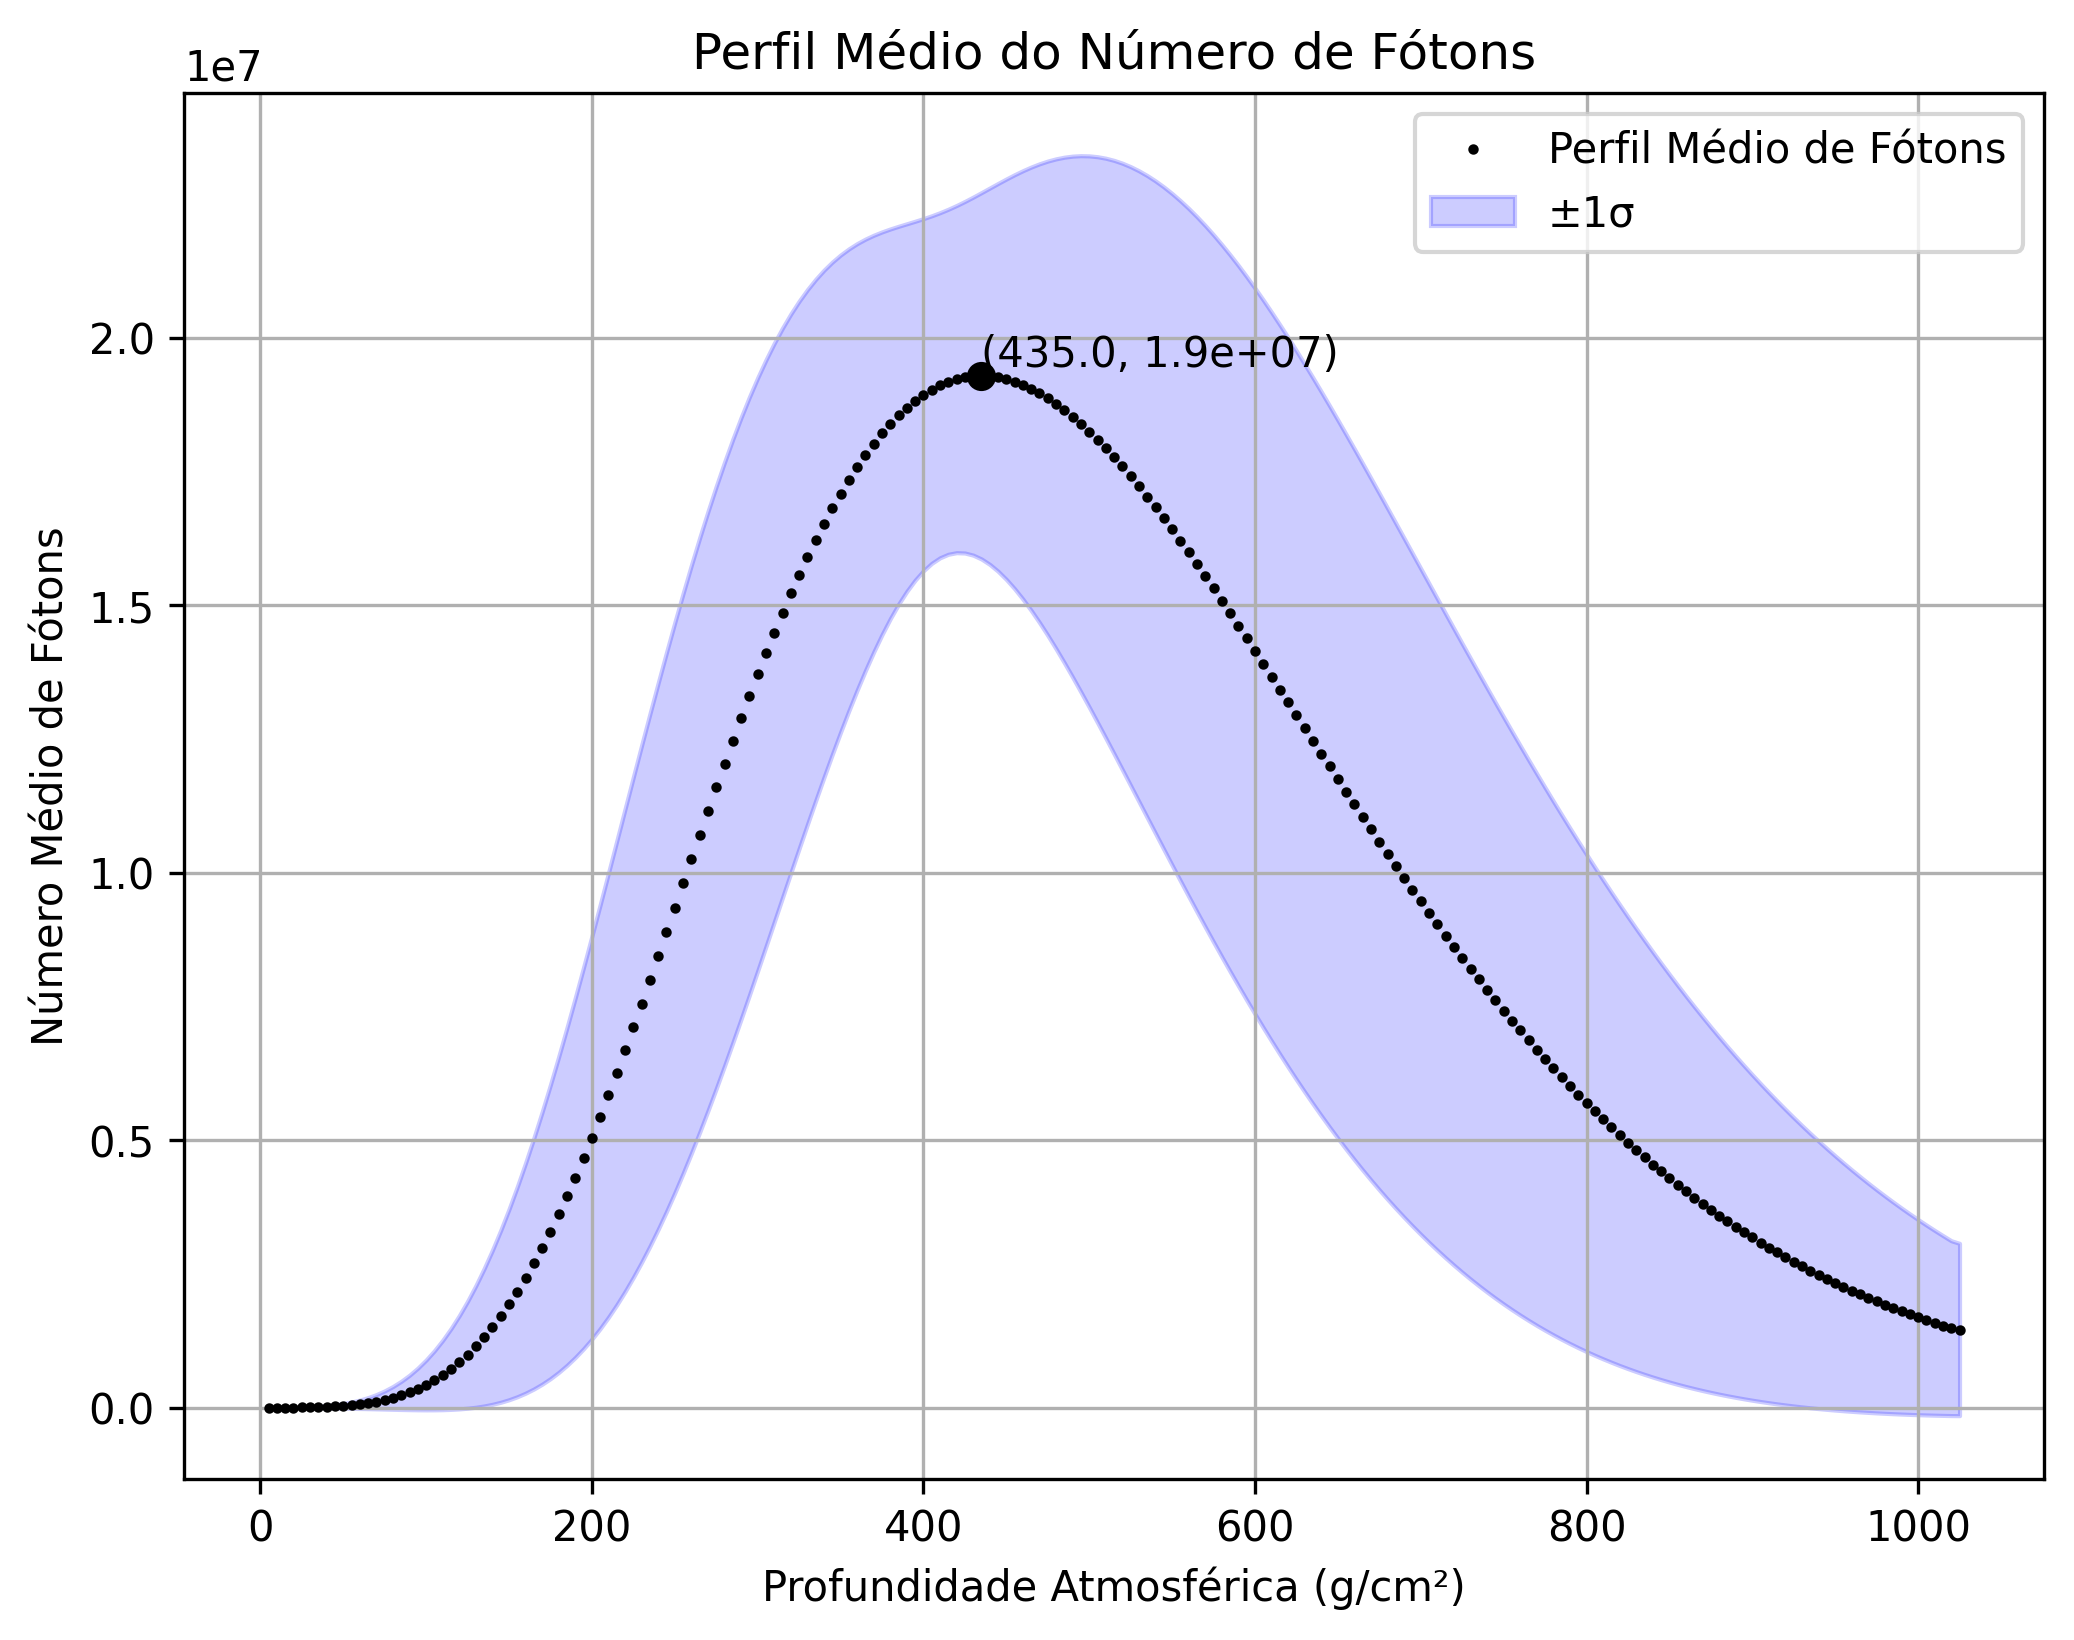 Perfil Médio do Número de Fótons
1e7
Perfil Médio de Fótons
±1σ
(435.0, 1.9e+07)
Número Médio de Fótons
2.0
1.5
1.0
0.5
0.0
0 200 400 600 800 1000
Profundidade Atmosférica (g/cm²)